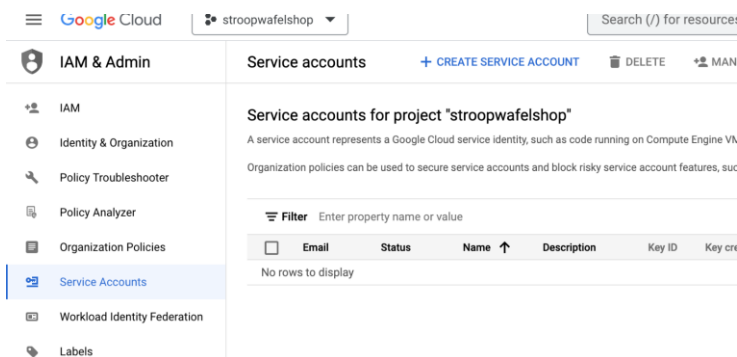 Google Cloud
stroopwafelshop
Search (/) for resources
IAM & Admin
Service accounts
+ CREATE SERVICE ACCOUNT
DELETE
MAN
IAM
Identity & Organization
Policy Troubleshooter
Policy Analyzer
Organization Policies
Service Accounts
Workload Identity Federation
Labels
Service accounts for project "stroopwafelshop"
A service account represents a Google Cloud service identity, such as code running on Compute Engine VM
Organization policies can be used to secure service accounts and block risky service account features, suc
Filter Enter property name or value
Email Status Name Description Key ID Key cre
No rows to display